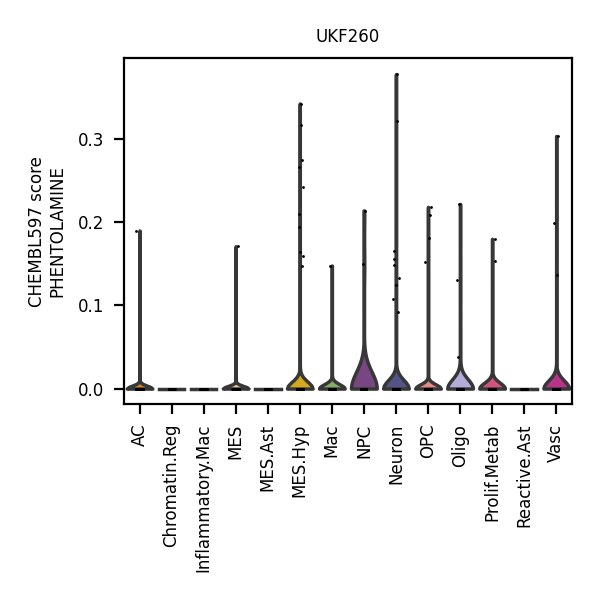 UKF260
CHEMBL597 score
PHENTOLAMINE
0.3
0.2
0.1
0.0
AC
Chromatin.Reg
Inflammatory.Mac
MES
MES.Ast
MES.Hyp
Mac
NPC
Neuron
OPC
Oligo
Prolif.Metab
Reactive.Ast
Vasc